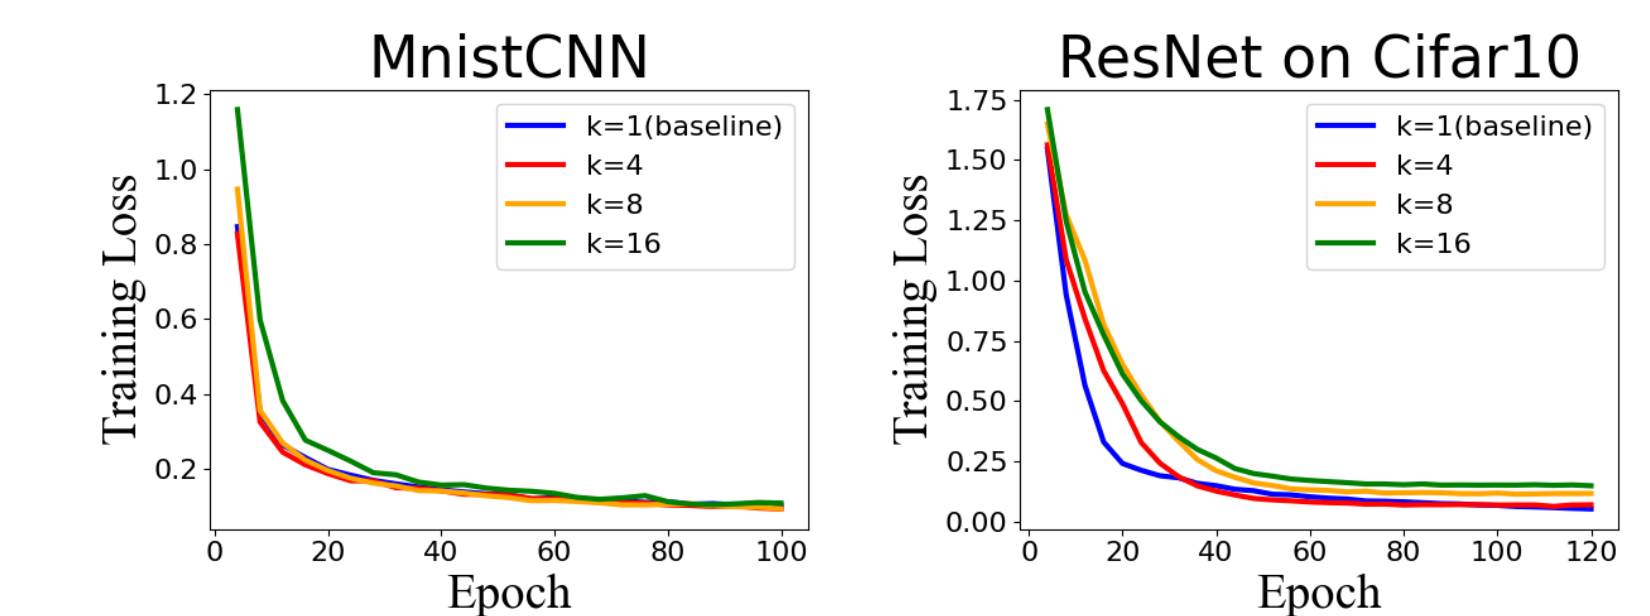 MnistCNN
Training Loss
1.2
1.0
0.8
0.6
0.4
0.2
k=1(baseline)
k=4
k=8
k=16
0 20 40 60 80 100
Epoch
ResNet on Cifar10
Training Loss
1.75
1.50
1.25
1.00
0.75
0.50
0.25
0.00
k=1(baseline)
k=4
k=8
k=16
0 20 40 60 80 100 120
Epoch